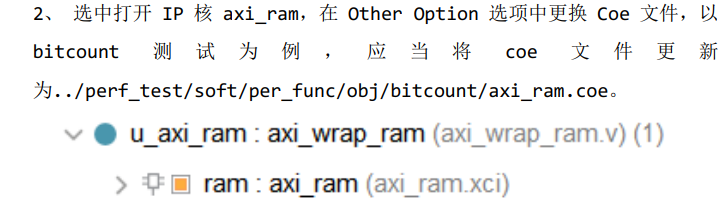 2、 选中打开 IP 核 axi_ram，在 Other Option 选项中更换 Coe 文件，以
bitcount 测试为例，应当将 coe 文件更新
为../perf_test/soft/per_func/obj/bitcount/axi_ram.coe。
u_axi_ram : axi_wrap_ram (axi_wrap_ram.v) (1)
ram : axi_ram (axi_ram.xci)